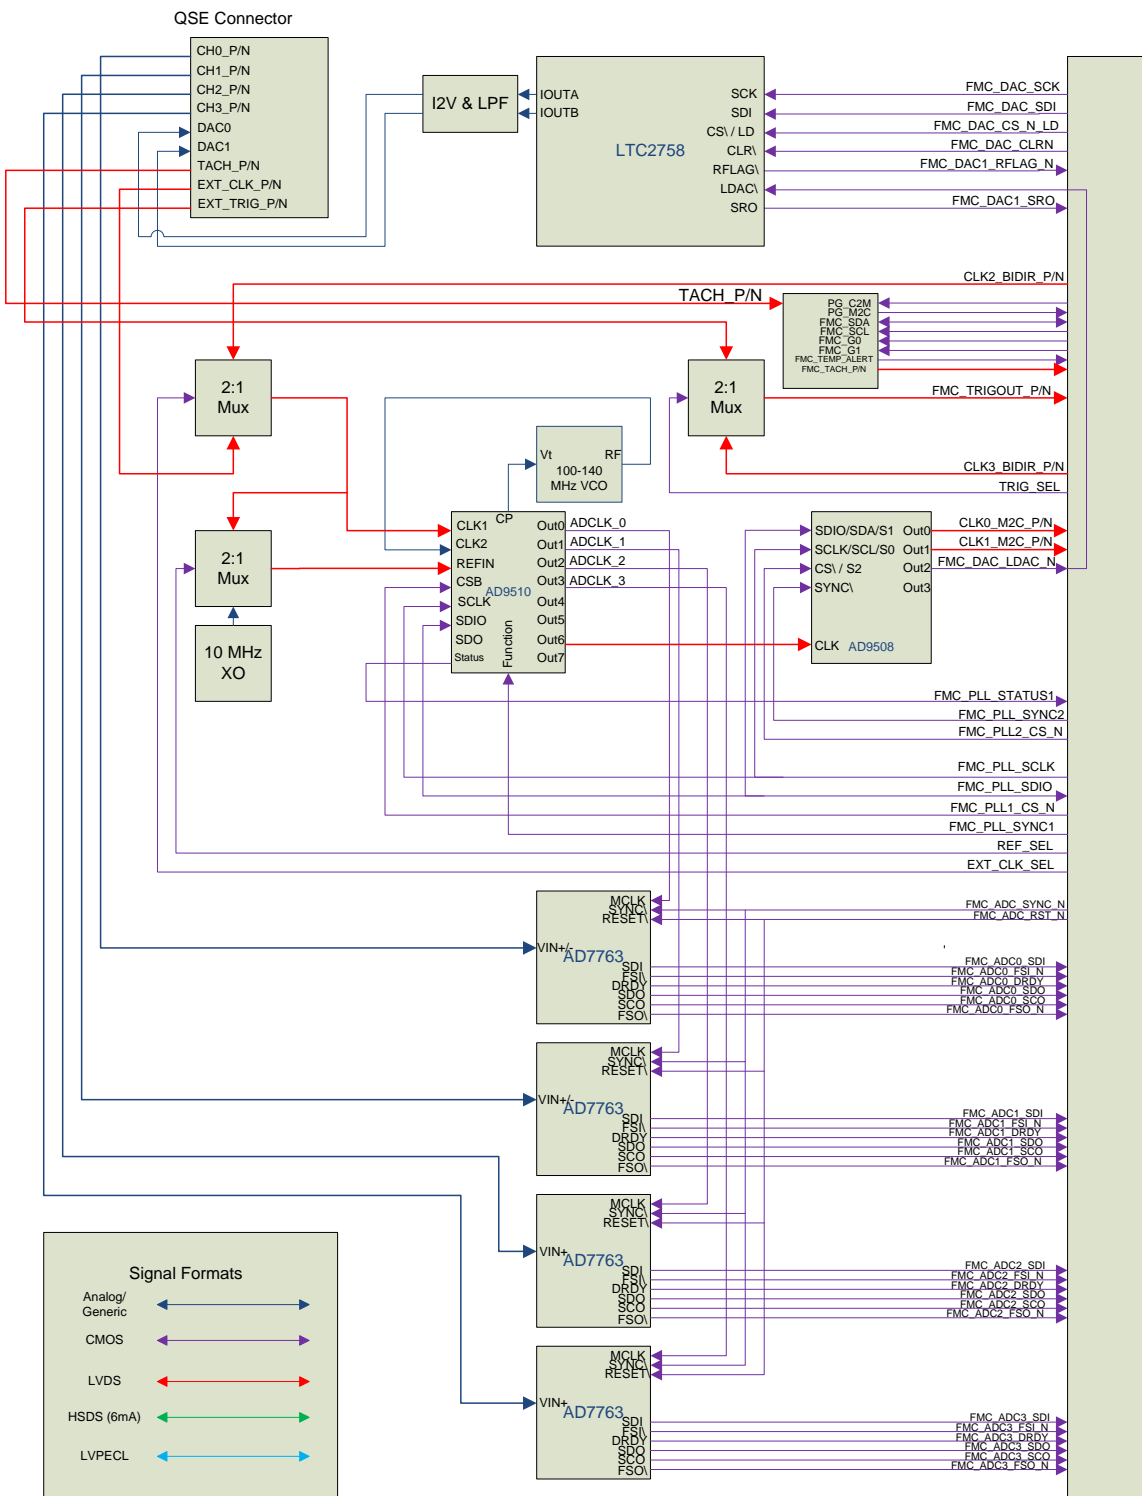 QSE Connector
CH0_P/N
CH1_P/N
CH2_P/N
CH3_P/N
DAC0
DAC1
TACH_P/N
EXT_CLK_P/N
EXT_TRIG_P/N
I2V & LPF
IOUTA
IOUTB
LTC2758
SCK
SDI
CS\ / LD
CLR\
RFLAG\
LDAC\
SRO
FMC_DAC_SCK
FMC_DAC_SDI
FMC_DAC_CS_N_LD
FMC_DAC_CLRN
FMC_DAC1_RFLAG_N
FMC_DAC1_SRO
CLK2_BIDIR_P/N
TACH_P/N
PG_C2M
PG_M2C
FMC_SDA
FMC_SCL
FMC_G0
FMC_G1
FMC_TEMP_ALERT
FMC_TACH_P/N
2:1
Mux
2:1
Mux
FMC_TRIGOUT_P/N
CLK3_BIDIR_P/N
TRIG_SEL
Vt
RF
100-140
MHz VCO
2:1
Mux
10 MHz
XO
CP
CLK1
CLK2
REFIN
CSB
SCLK
SDIO
SDO
Status
AD9510
Function
Out0
Out1
Out2
Out3
Out4
Out5
Out6
Out7
ADCLK_0
ADCLK_1
ADCLK_2
ADCLK_3
SDIO/SDA/S1
SCLK/SCL/S0
CS\ / S2
SYNC\
CLK
AD9508
Out0
Out1
Out2
Out3
CLK0_M2C_P/N
CLK1_M2C_P/N
FMC_DAC_LDAC_N
FMC_PLL_STATUS1
FMC_PLL_SYNC2
FMC_PLL2_CS_N
FMC_PLL_SCLK
FMC_PLL_SDIO
FMC_PLL1_CS_N
FMC_PLL_SYNC1
REF_SEL
EXT_CLK_SEL
FMC_ADC_SYNC_N
FMC_ADC_RST_N
MCLK
SYNC\
RESET\
VIN+/-
AD7763
SDI
FSI\
DRDY
SDO
SCO
FSO\
FMC_ADC0_SDI
FMC_ADC0_FSI_N
FMC_ADC0_DRDY
FMC_ADC0_SDO
FMC_ADC0_SCO
FMC_ADC0_FSO_N
MCLK
SYNC\
RESET\
VIN+/-
AD7763
SDI
FSI\
DRDY
SDO
SCO
FSO\
FMC_ADC1_SDI
FMC_ADC1_FSI_N
FMC_ADC1_DRDY
FMC_ADC1_SDO
FMC_ADC1_SCO
FMC_ADC1_FSO_N
MCLK
SYNC\
RESET\
VIN+
AD7763
SDI
FSI\
DRDY
SDO
SCO
FSO\
FMC_ADC2_SDI
FMC_ADC2_FSI_N
FMC_ADC2_DRDY
FMC_ADC2_SDO
FMC_ADC2_SCO
FMC_ADC2_FSO_N
MCLK
SYNC\
RESET\
VIN+
AD7763
SDI
FSI\
DRDY
SDO
SCO
FSO\
FMC_ADC3_SDI
FMC_ADC3_FSI_N
FMC_ADC3_DRDY
FMC_ADC3_SDO
FMC_ADC3_SCO
FMC_ADC3_FSO_N
Signal Formats
Analog/
Generic
CMOS
LVDS
HSDS (6mA)
LVPECL